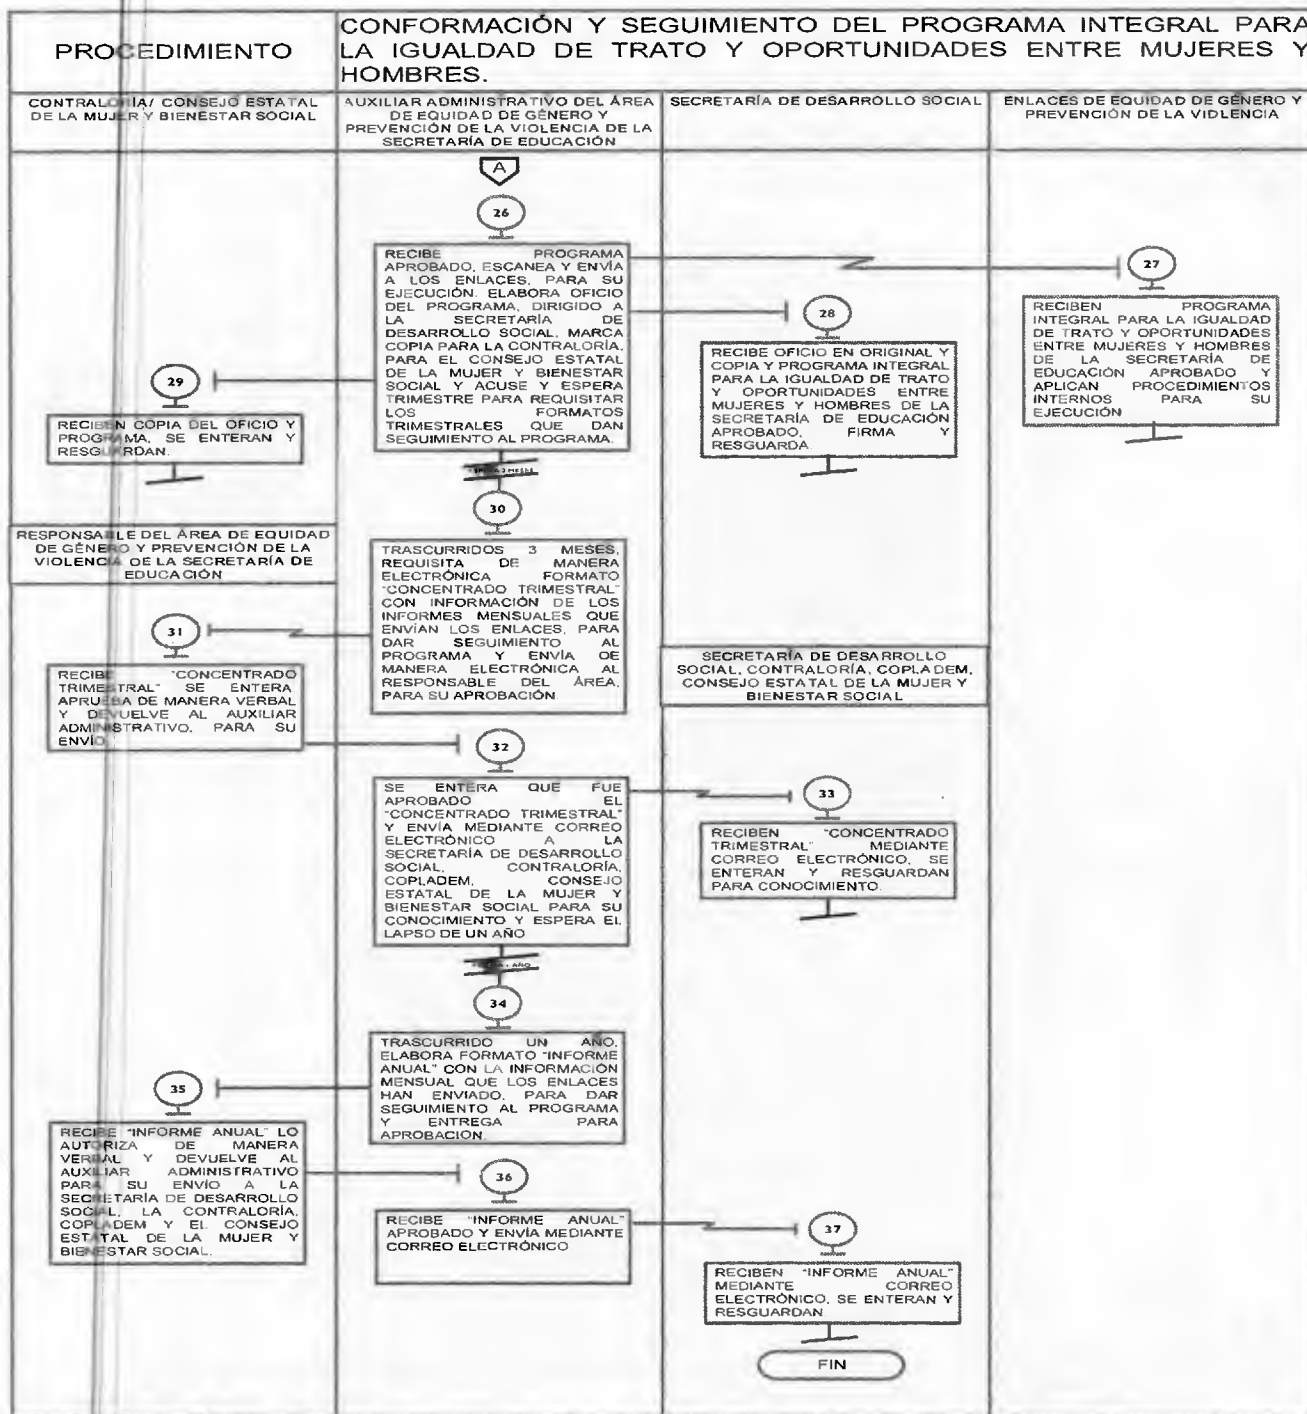 PROCEDIMIENTO
CONFORMACIÓN Y SEGUIMIENTO DEL PROGRAMA INTEGRAL PARA
LA IGUALDAD DE TRATO Y OPORTUNIDADES ENTRE MUJERES Y
HOMBRES.
CONTRALORÍA/ CONSEJO ESTATAL
DE LA MUJER Y BIENESTAR SOCIAL
AUXILIAR ADMINISTRATIVO DEL ÁREA
DE EQUIDAD DE GÉNERO Y
PREVENCIÓN DE LA VIOLENCIA DE LA
SECRETARÍA DE EDUCACIÓN
SECRETARÍA DE DESARROLLO SOCIAL
ENLACES DE EQUIDAD DE GÉNERO Y
PREVENCIÓN DE LA VIOLENCIA
A
26
RECIBE PROGRAMA
APROBADO, ESCANEA Y ENVÍA
A LOS ENLACES, PARA SU
EJECUCIÓN. ELABORA OFICIO
DEL PROGRAMA, DIRIGIDO A
LA SECRETARÍA DE
DESARROLLO SOCIAL, MARCA
COPIA PARA LA CONTRALORÍA,
PARA EL CONSEJO ESTATAL
DE LA MUJER Y BIENESTAR
SOCIAL Y ACUSE Y ESPERA
TRIMESTRE PARA REQUISITAR
LOS FORMATOS
TRIMESTRALES QUE DAN
SEGUIMIENTO AL PROGRAMA.
27
RECIBEN PROGRAMA
INTEGRAL PARA LA IGUALDAD
DE TRATO Y OPORTUNIDADES
ENTRE MUJERES Y HOMBRES
DE LA SECRETARÍA DE
EDUCACIÓN APROBADO Y
APLICAN PROCEDIMIENTOS
INTERNOS PARA SU
EJECUCIÓN
28
RECIBE OFICIO EN ORIGINAL Y
COPIA Y PROGRAMA INTEGRAL
PARA LA IGUALDAD DE TRATO
Y OPORTUNIDADES ENTRE
MUJERES Y HOMBRES DE LA
SECRETARÍA DE EDUCACIÓN
APROBADO, FIRMA Y
RESGUARDA.
29
RECIBEN COPIA DEL OFICIO Y
PROGRAMA, SE ENTERAN Y
RESGUARDAN.
30
TRASCURRIDOS 3 MESES,
REQUISITA DE MANERA
ELECTRÓNICA FORMATO
"CONCENTRADO TRIMESTRAL"
CON INFORMACIÓN DE LOS
INFORMES MENSUALES QUE
ENVÍAN LOS ENLACES, PARA
DAR SEGUIMIENTO AL
PROGRAMA Y ENVÍA DE
MANERA ELECTRÓNICA AL
RESPONSABLE DEL ÁREA,
PARA SU APROBACIÓN.
RESPONSABLE DEL ÁREA DE EQUIDAD
DE GÉNERO Y PREVENCIÓN DE LA
VIOLENCIA DE LA SECRETARÍA DE
EDUCACIÓN
31
RECIBE "CONCENTRADO
TRIMESTRAL" SE ENTERA
APRUEBA DE MANERA VERBAL
Y DEVUELVE AL AUXILIAR
ADMINISTRATIVO, PARA SU
ENVÍO.
SECRETARÍA DE DESARROLLO
SOCIAL, CONTRALORÍA, COPLADEM,
CONSEJO ESTATAL DE LA MUJER Y
BIENESTAR SOCIAL
32
SE ENTERA QUE FUE
APROBADO EL
"CONCENTRADO TRIMESTRAL"
Y ENVÍA MEDIANTE CORREO
ELECTRÓNICO A LA
SECRETARÍA DE DESARROLLO
SOCIAL, CONTRALORÍA,
COPLADEM, CONSEJO
ESTATAL DE LA MUJER Y
BIENESTAR SOCIAL PARA SU
CONOCIMIENTO Y ESPERA EL
LAPSO DE UN AÑO
AÑO
33
RECIBEN "CONCENTRADO
TRIMESTRAL" MEDIANTE
CORREO ELECTRÓNICO, SE
ENTERAN Y RESGUARDAN
PARA CONOCIMIENTO.
34
TRASCURRIDO UN AÑO,
ELABORA FORMATO "INFORME
ANUAL" CON LA INFORMACIÓN
MENSUAL QUE LOS ENLACES
HAN ENVIADO, PARA DAR
SEGUIMIENTO AL PROGRAMA
Y ENTREGA PARA
APROBACIÓN.
35
RECIBE "INFORME ANUAL" LO
AUTORIZA DE MANERA
VERBAL Y DEVUELVE AL
AUXILIAR ADMINISTRATIVO
PARA SU ENVÍO A LA
SECRETARÍA DE DESARROLLO
SOCIAL, LA CONTRALORÍA,
COPLADEM Y EL CONSEJO
ESTATAL DE LA MUJER Y
BIENESTAR SOCIAL.
36
RECIBE "INFORME ANUAL"
APROBADO Y ENVÍA MEDIANTE
CORREO ELECTRÓNICO
37
RECIBEN "INFORME ANUAL"
MEDIANTE CORREO
ELECTRÓNICO, SE ENTERAN Y
RESGUARDAN
FIN